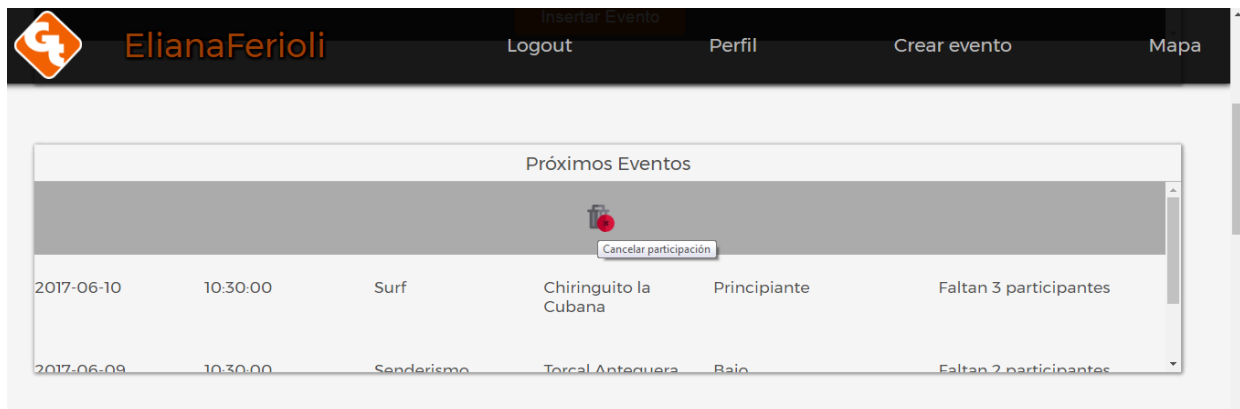 Insertar Evento
Gt ElianaFerioli Logout Perfil Crear evento Mapa
Próximos Eventos
Cancelar participación
2017-06-10 10:30:00 Surf Chiringuito la Principiante Faltan 3 participantes
Cubana
2017-06-09 10:30:00 Senderismo Torcal Antequera Bajo Faltan 2 participantes